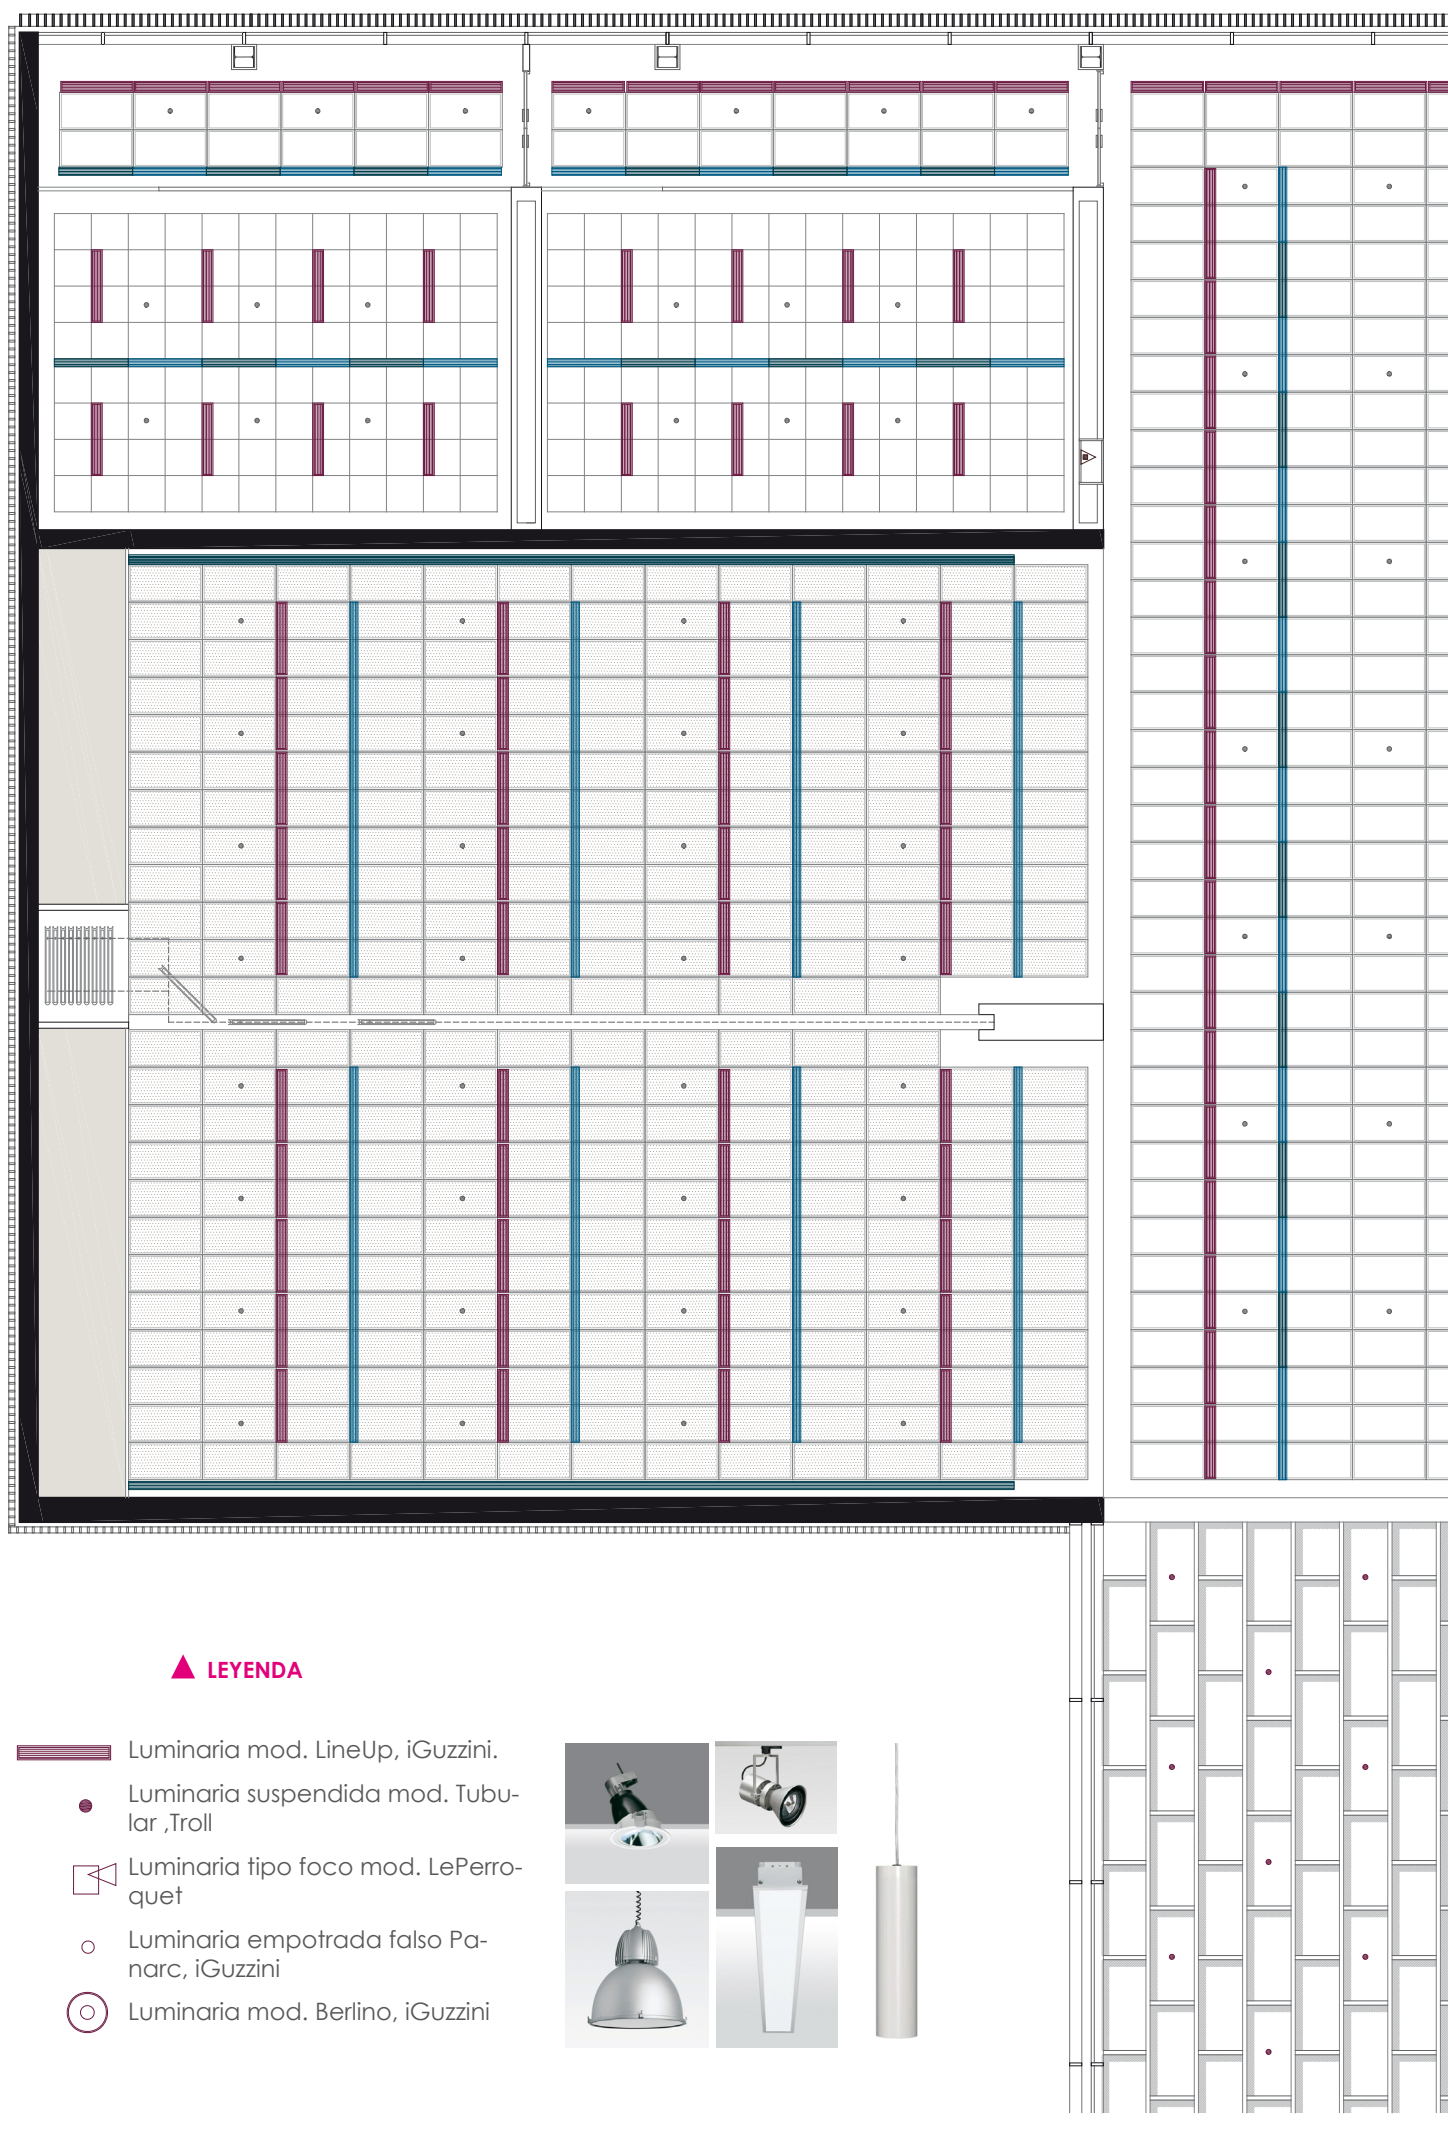 LEYENDA
Luminaria mod. LineUp, iGuzzini.
Luminaria suspendida mod. Tubu-
lar ,Troll
Luminaria tipo foco mod. LePerro-
quet
Luminaria empotrada falso Pa-
narc, iGuzzini
Luminaria mod. Berlino, iGuzzini